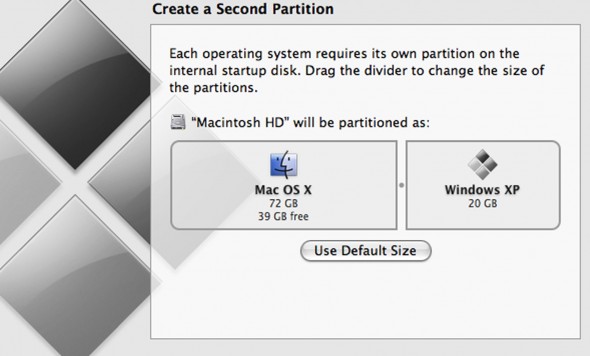 Create a Second Partition
Each operating system requires its own partition on the
internal startup disk. Drag the divider to change the size of
the partitions.
“Macintosh HD” will be partitioned as:
Mac OS X
72 GB
39 GB free
Windows XP
20 GB
Use Default Size